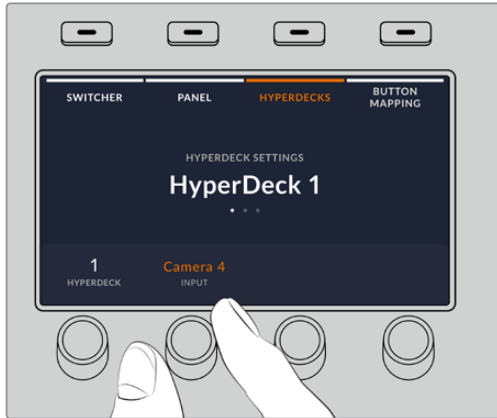 SWITCHER
PANEL
HYPERDECKS
BUTTON
MAPPING
HYPERDECK SETTINGS
HyperDeck 1
1
HYPERDECK
Camera 4
INPUT